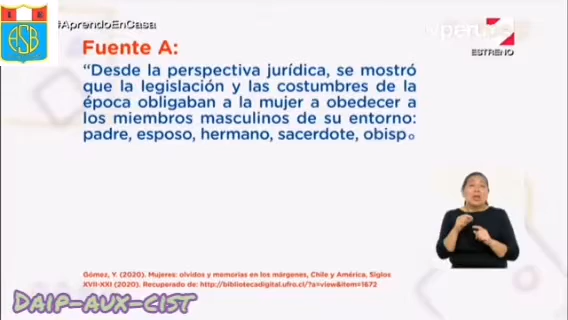 ASB
#AprendoEnCasa
tvperú
ESTRENO
Fuente A:
“Desde la perspectiva jurídica, se mostró
que la legislación y las costumbres de la
época obligaban a la mujer a obedecer a
los miembros masculinos de su entorno:
padre, esposo, hermano, sacerdote, obispo
Gómez, Y. (2020). Mujeres: olvidos y memorias en los márgenes, Chile y América, Siglos
XVII-XXI (2020). Recuperado de: http://bibliotecadigital.ufro.cl/?a=view&item=1672
DAIP-AUX-CIST